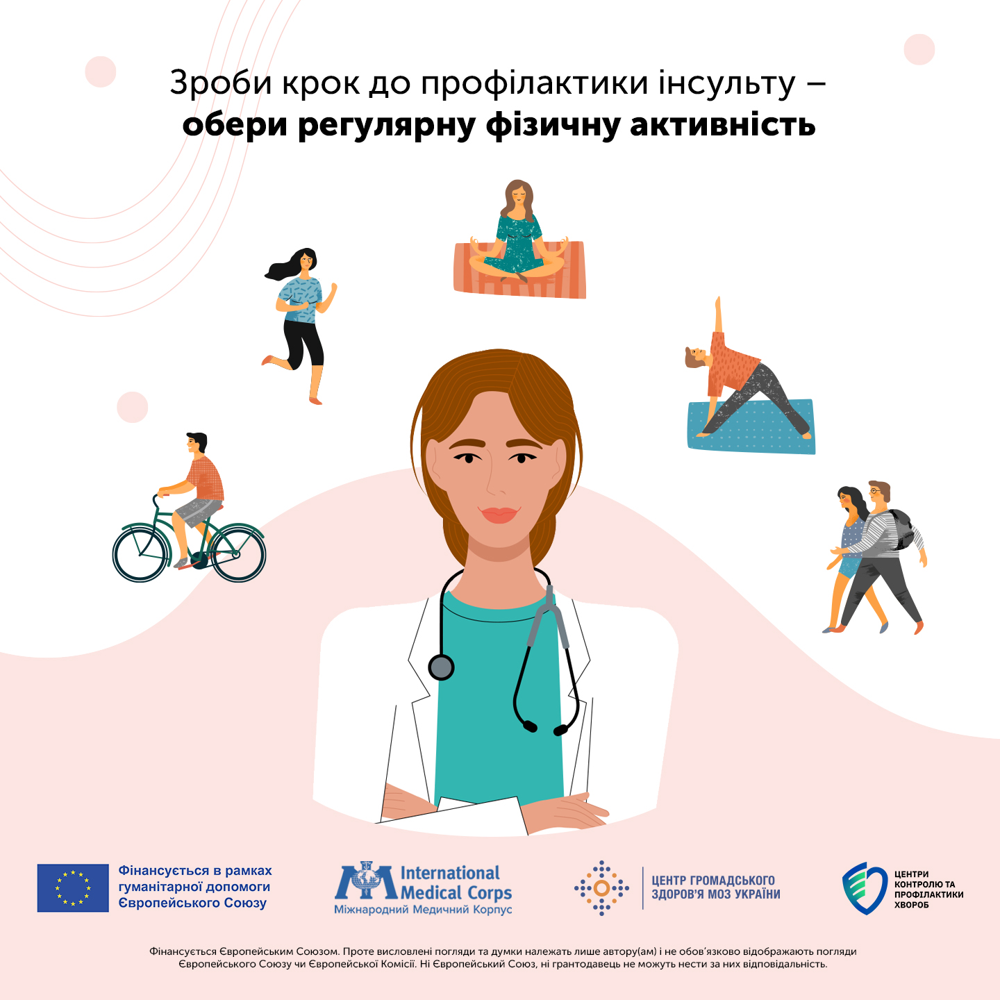 Зроби крок до профілактики інсульту –
обери регулярну фізичну активність
Фінансується в рамках
гуманітарної допомоги
Європейського Союзу
International
Medical Corps
Міжнародний Медичний Корпус
ЦЕНТР ГРОМАДСЬКОГО
ЗДОРОВ'Я МОЗ УКРАЇНИ
ЦЕНТРИ
КОНТРОЛЮ ТА
ПРОФІЛАКТИКИ
ХВОРОБ
Фінансується Європейським Союзом. Проте висловлені погляди та думки належать лише автору(ам) і не обов'язково відображають погляди
Європейського Союзу чи Європейської Комісії. Ні Європейський Союз, ні грантодавець не можуть нести за них відповідальність.